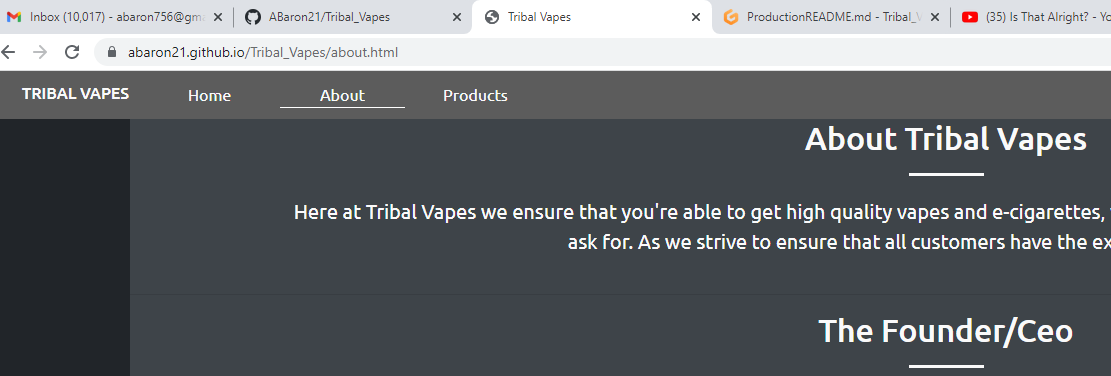 Inbox (10,017) - abaron756@gm
ABaron21/Tribal_Vapes
Tribal Vapes
ProductionREADME.md - Tribal_
(35) Is That Alright? - Yo
abaron21.github.io/Tribal_Vapes/about.html
TRIBAL VAPES Home About Products
About Tribal Vapes
Here at Tribal Vapes we ensure that you're able to get high quality vapes and e-cigarettes,
ask for. As we strive to ensure that all customers have the ex
The Founder/Ceo